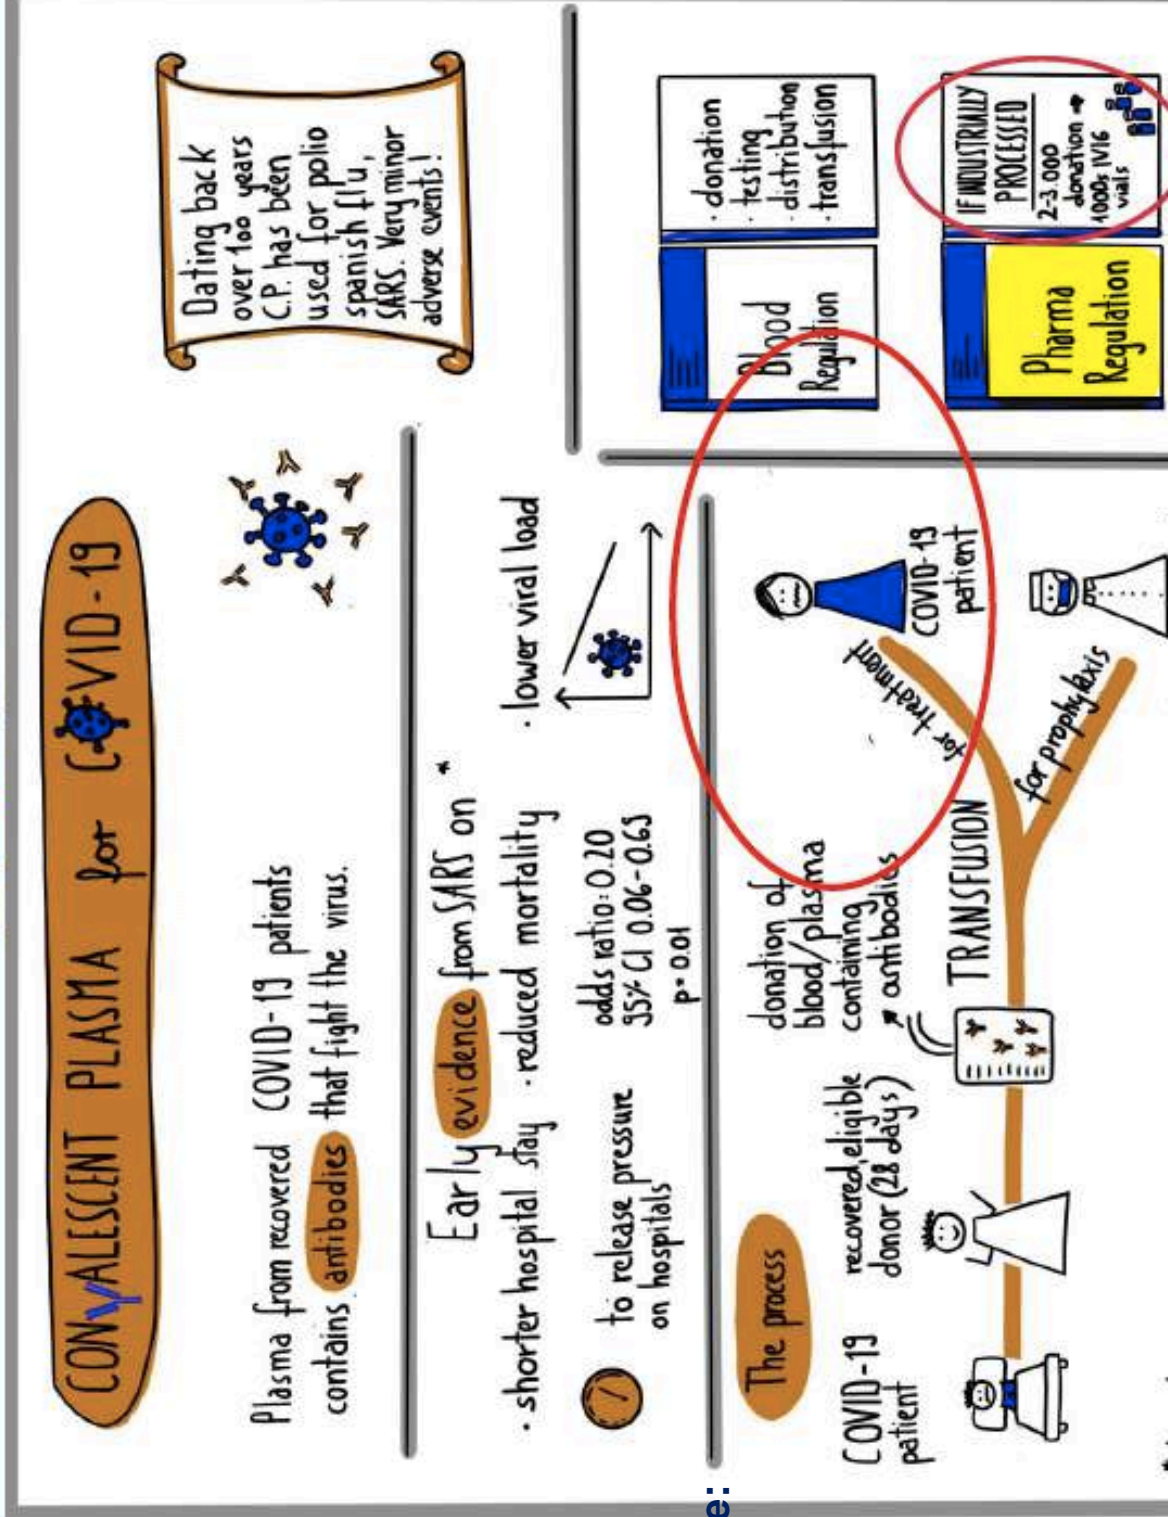 CONVALESCENT PLASMA for COVID-19
Plasma from recovered COVID-19 patients
contains antibodies that fight the virus.
Dating back
over 100 years
C.P. has been
used for polio
spanish flu,
SARS. Very minor
adverse events!
Early evidence from SARS on *
· shorter hospital stay
· reduced mortality
· lower viral load
to release pressure
on hospitals
odds ratio: 0.20
95% CI 0.06-0.63
p= 0.01
The process
COVID-19
patient
recovered, eligible
donor (28 days)
donation of
blood/plasma
containing
antibodies
TRANSFUSION
for treatment
for prophylaxis
COVID-19
patient
Blood
Regulation
· donation
· testing
· distribution
· transfusion
Pharma
Regulation
IF INDUSTRIALLY
PROCESSED
2-3.000
donation →
1000s IVIG
vials
e: